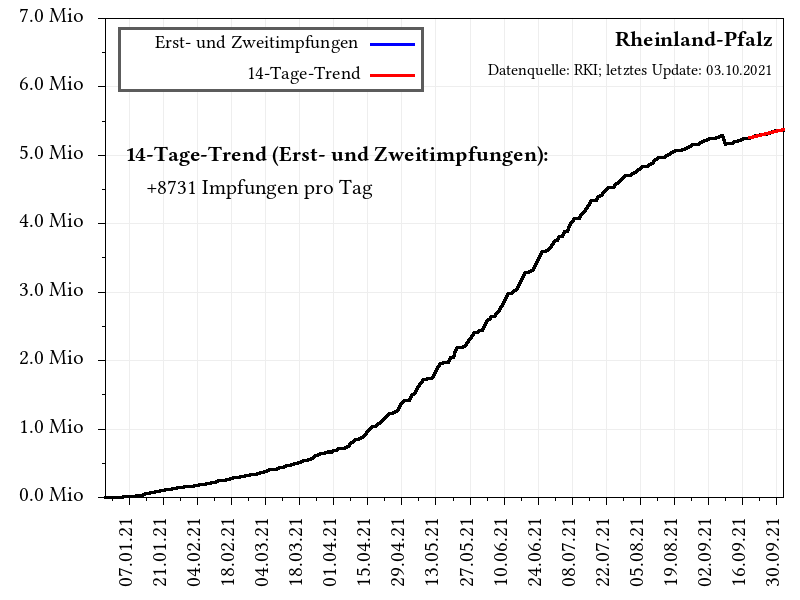 7.0 Mio
6.0 Mio
5.0 Mio
4.0 Mio
3.0 Mio
2.0 Mio
1.0 Mio
0.0 Mio
Erst- und Zweitimpfungen
14-Tage-Trend
Rheinland-Pfalz
Datenquelle: RKI; letztes Update: 03.10.2021
14-Tage-Trend (Erst- und Zweitimpfungen):
+8731 Impfungen pro Tag
07.01.21
21.01.21
04.02.21
18.02.21
04.03.21
18.03.21
01.04.21
15.04.21
29.04.21
13.05.21
27.05.21
10.06.21
24.06.21
08.07.21
22.07.21
05.08.21
19.08.21
02.09.21
16.09.21
30.09.21